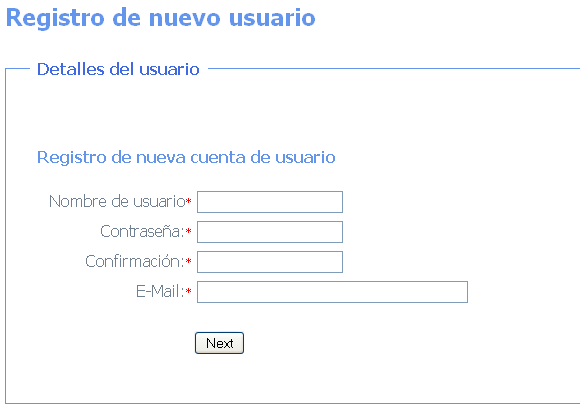 Registro de nuevo usuario
Detalles del usuario
Registro de nueva cuenta de usuario
Nombre de usuario*
Contraseña:*
Confirmación:*
E-Mail:*
Next